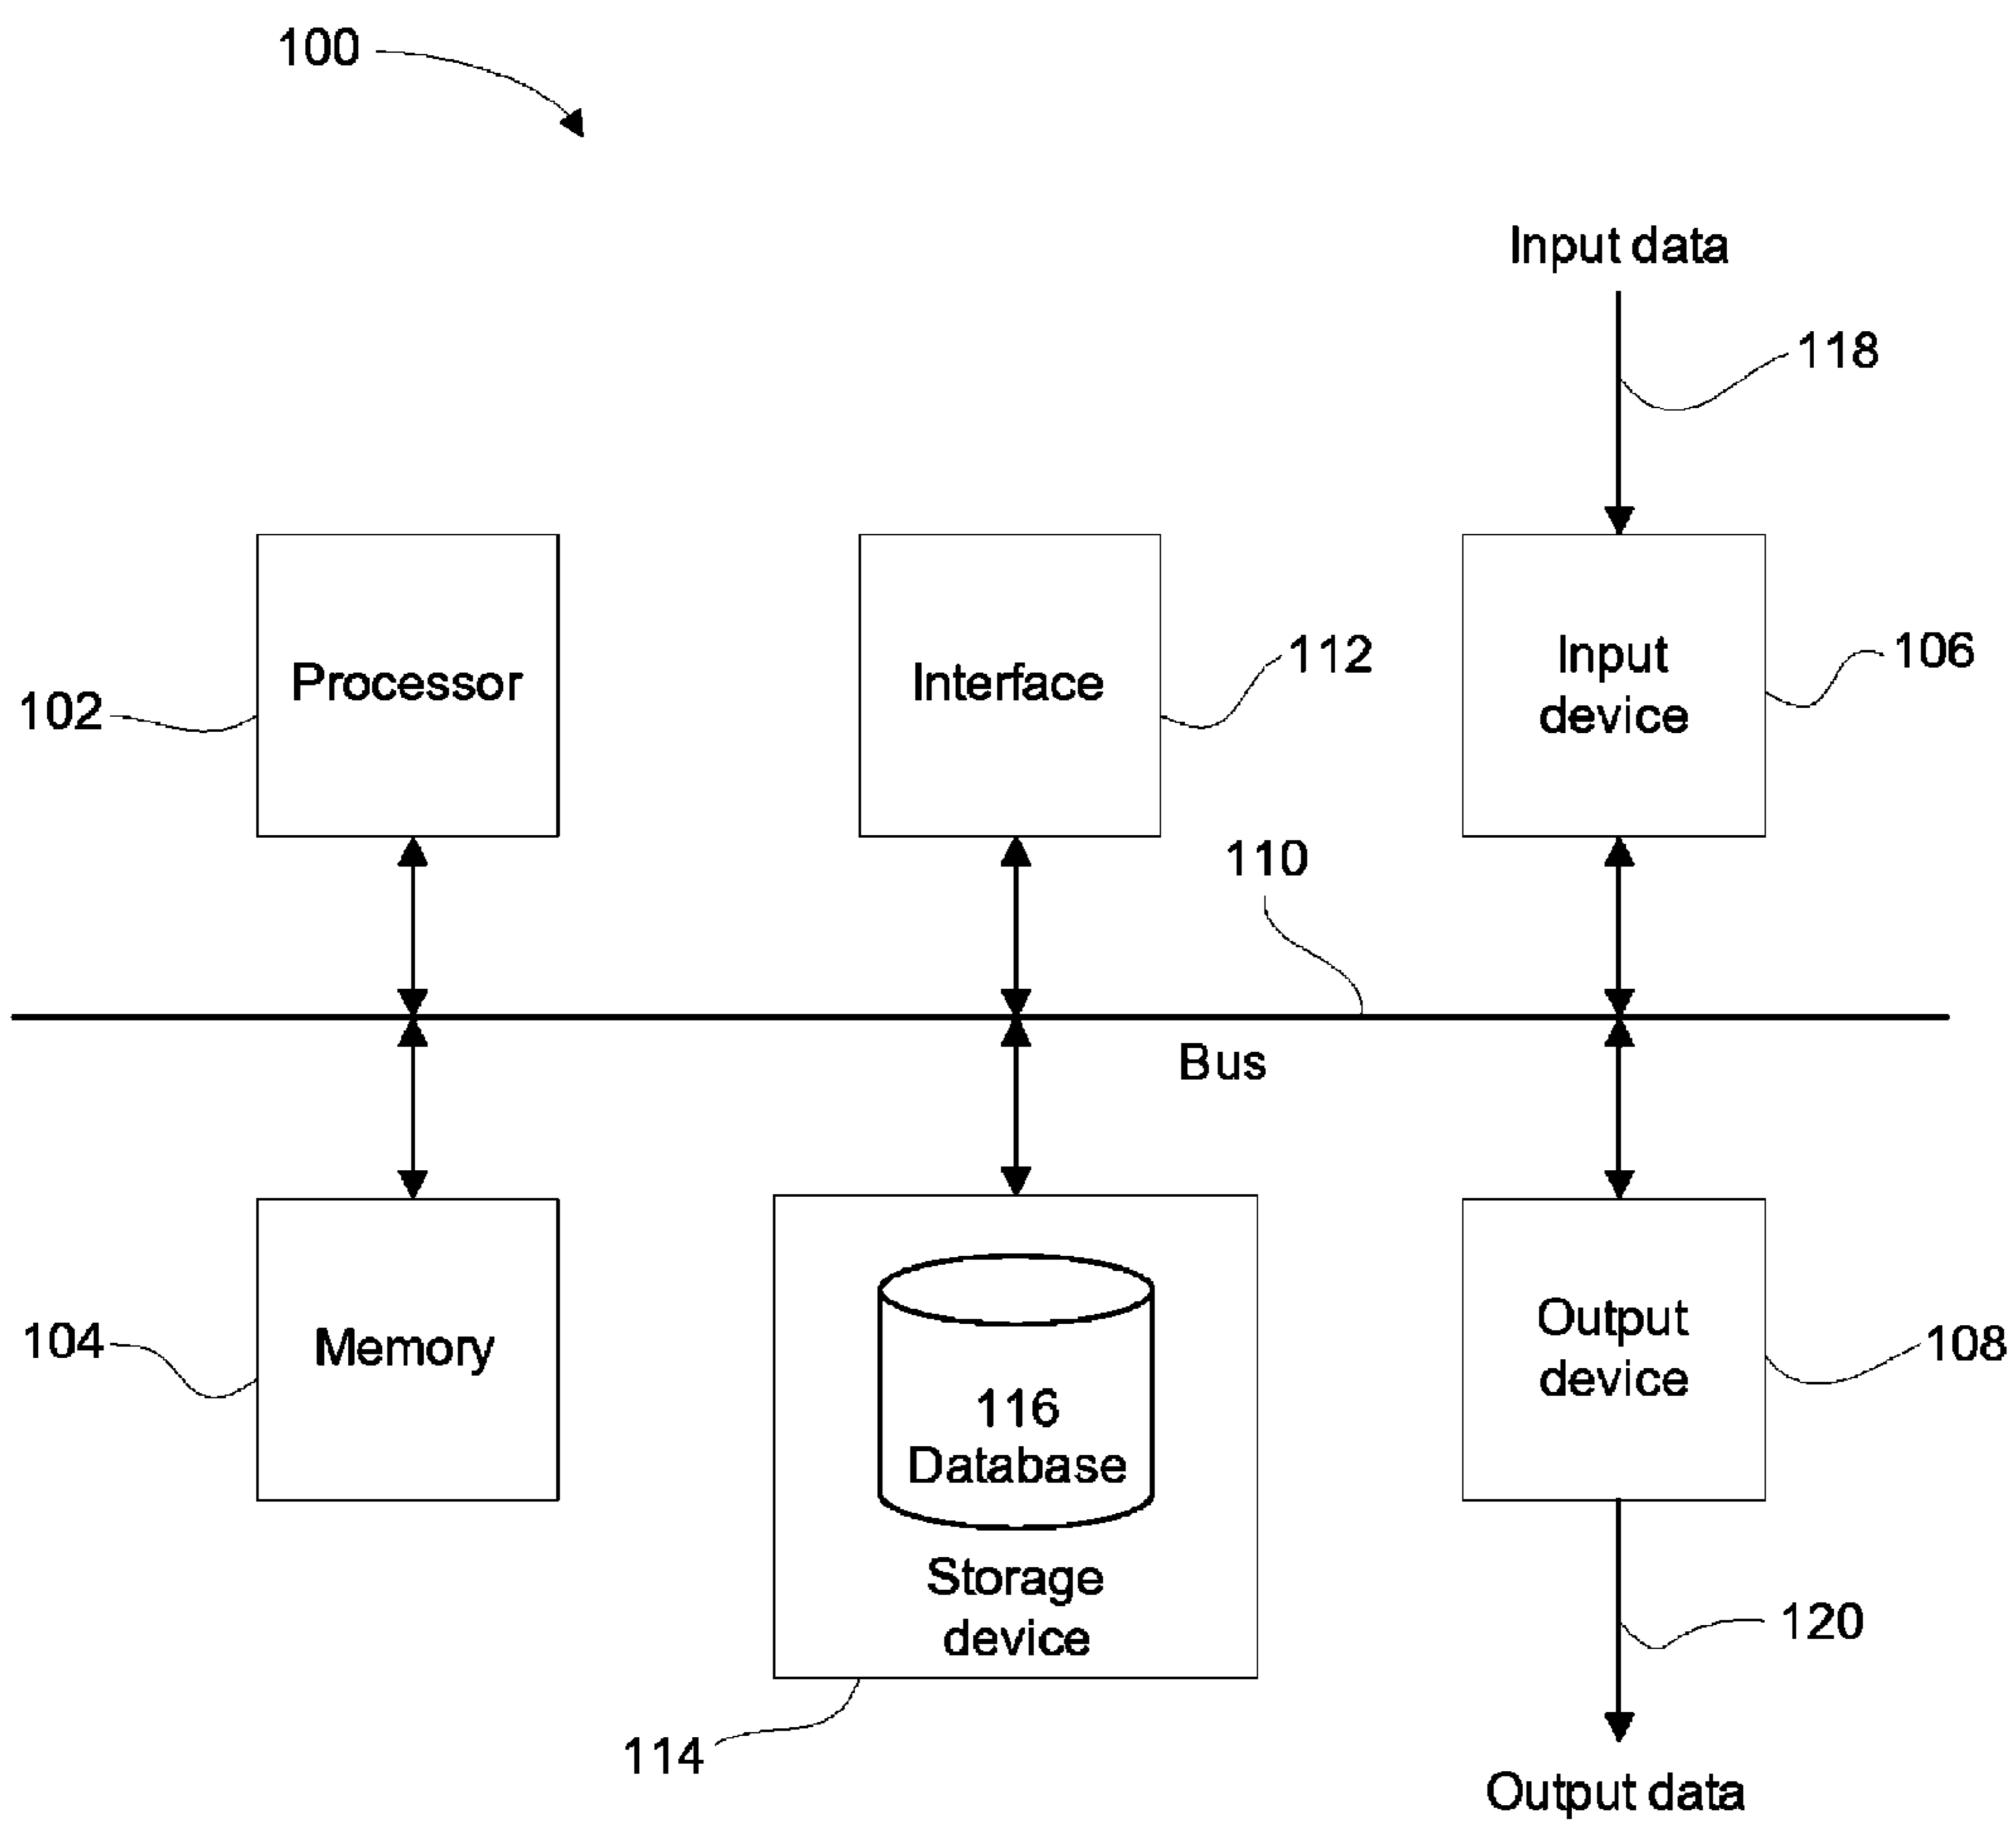 100
Input data
118
Processor
Interface
Input
device
102
112
106
110
Bus
104
Memory
116
Database
Storage
device
Output
device
108
114
120
Output data